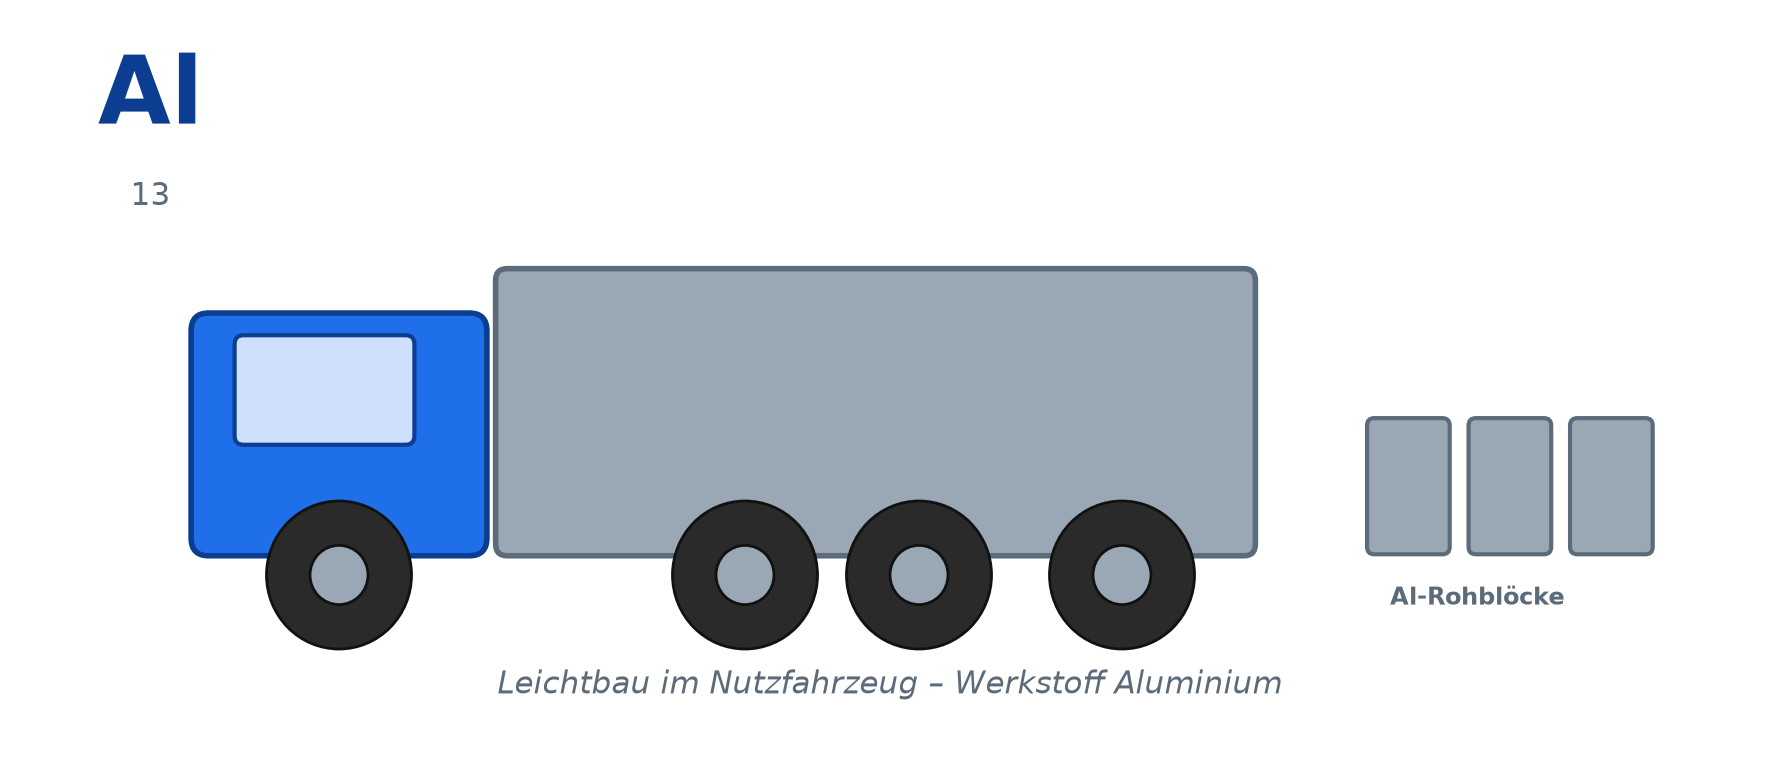 Al
13
Al-Rohblöcke
Leichtbau im Nutzfahrzeug – Werkstoff Aluminium